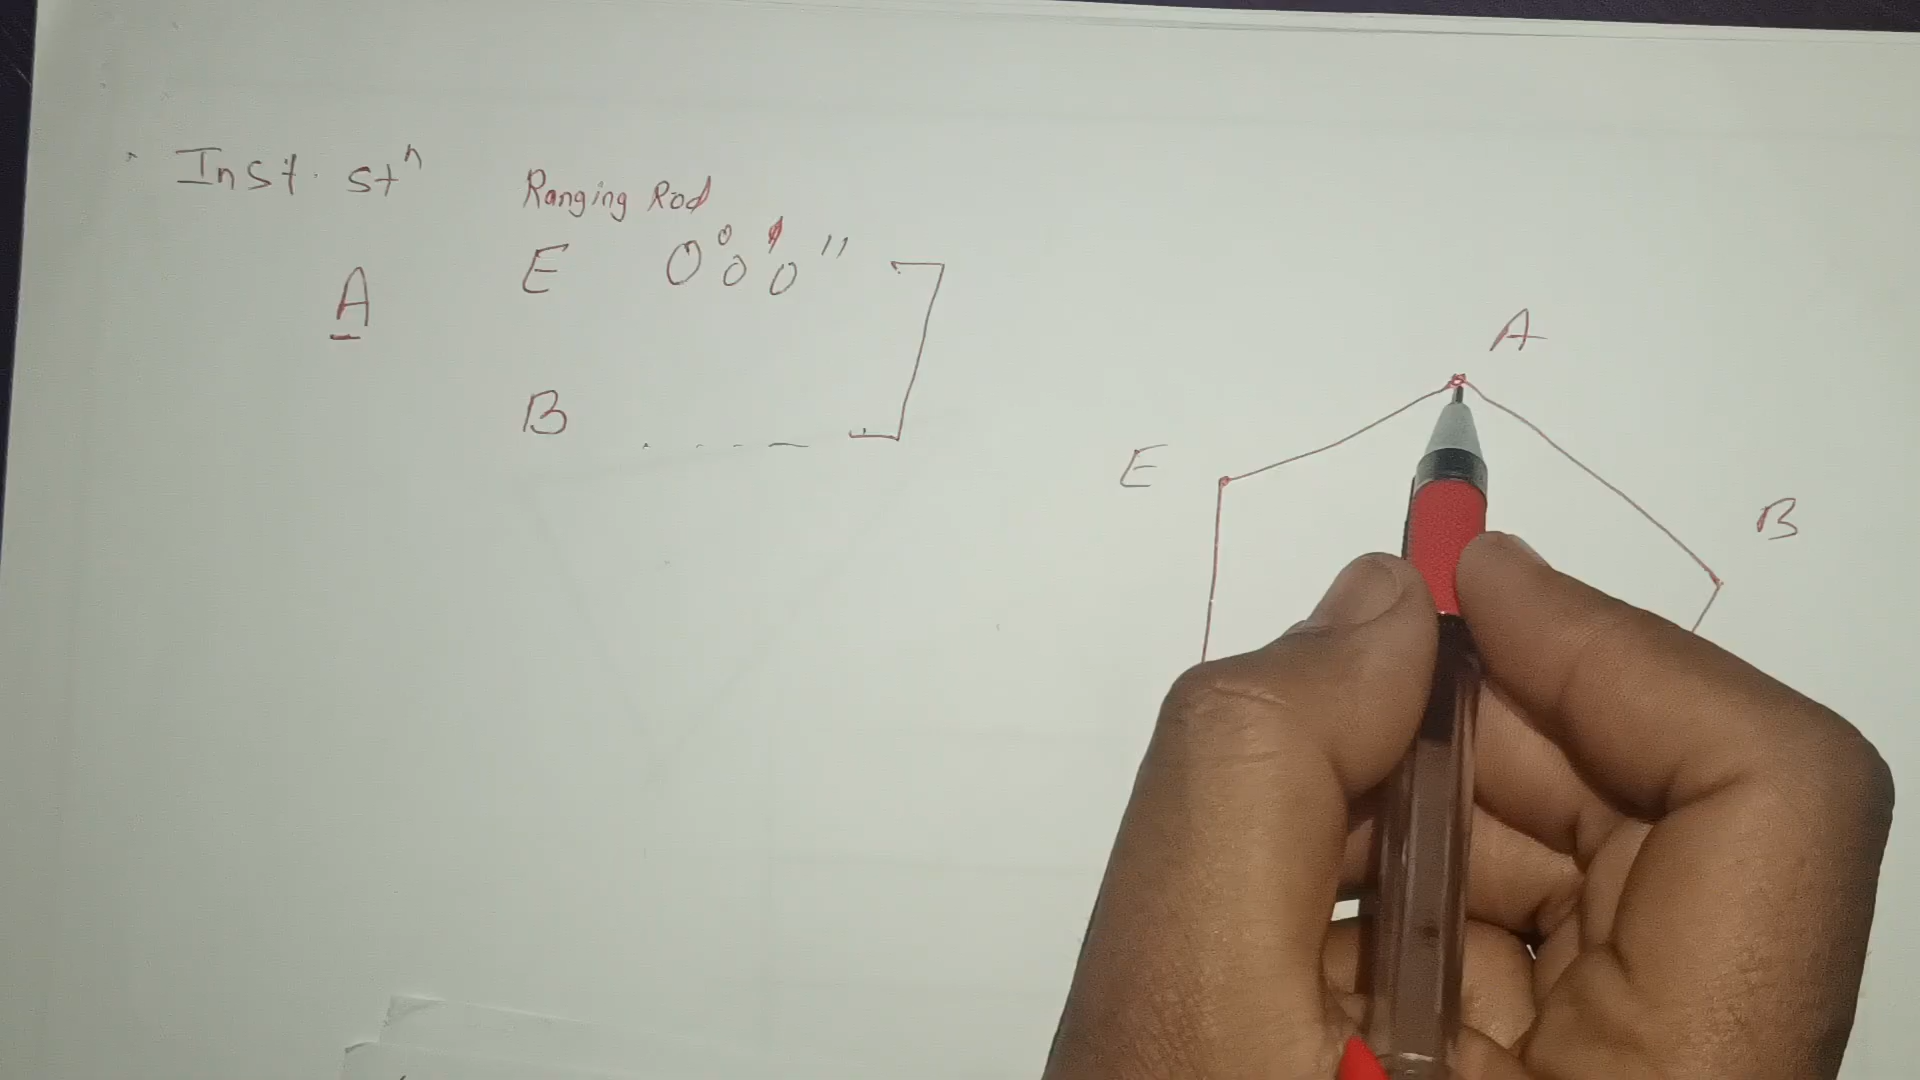 Inst. stⁿ
Ranging Rod
A
E 0°0'0"
B
A
E
B